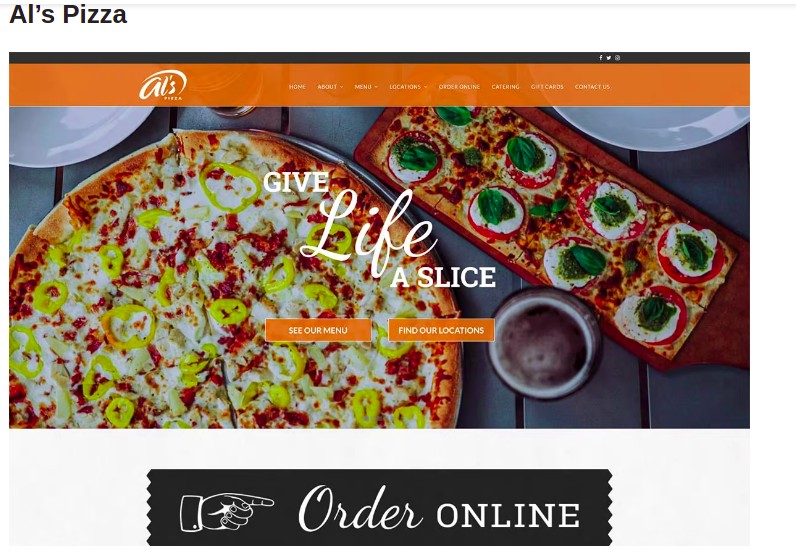 Al’s Pizza
al's
PIZZA
HOME ABOUT MENU LOCATIONS ORDER ONLINE CATERING GIFT CARDS CONTACT US
GIVE
Life
A SLICE
SEE OUR MENU FIND OUR LOCATIONS
Order ONLINE